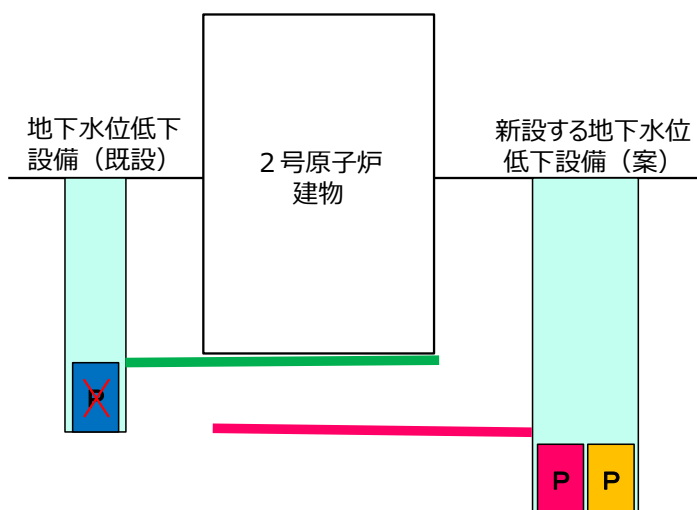 地下水位低下
設備（既設）
２号原子炉
建物
新設する地下水位
低下設備（案）
P
P
P